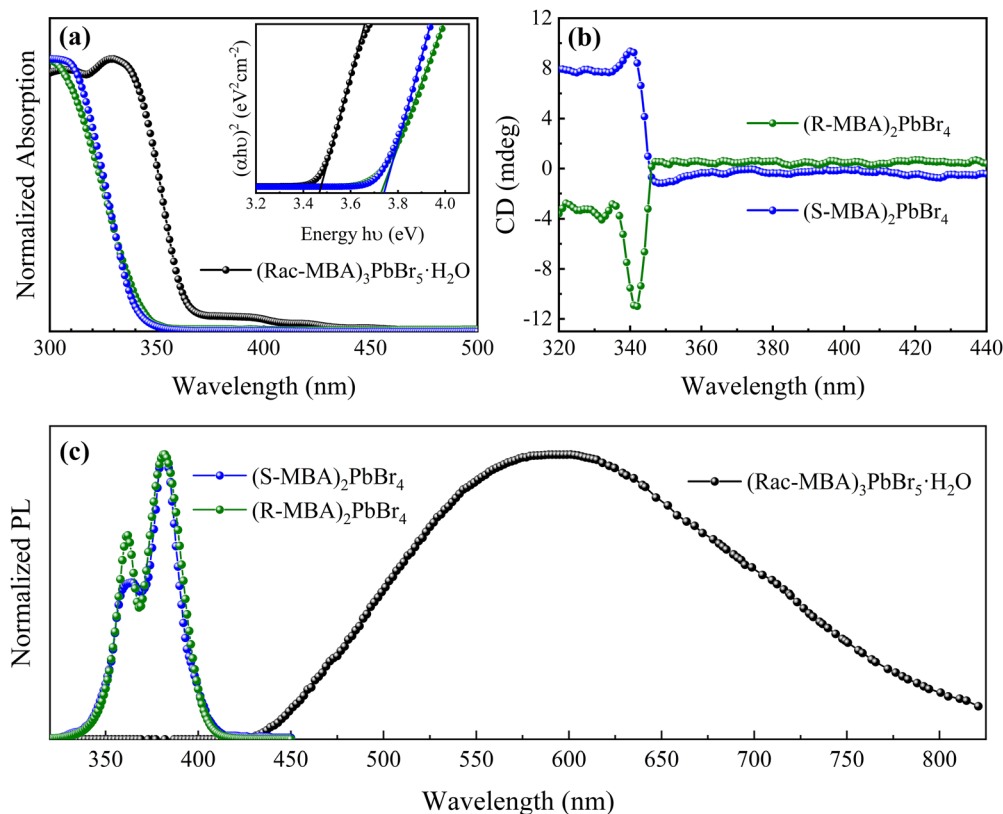 (a)
Normalized Absorption
(αhυ)² (eV²cm⁻²)
3.2 3.4 3.6 3.8 4.0
Energy hυ (eV)
(Rac-MBA)₃PbBr₅·H₂O
300 350 400 450 500
Wavelength (nm)
(b)
CD (mdeg)
12
8
4
0
-4
-8
-12
(R-MBA)₂PbBr₄
(S-MBA)₂PbBr₄
320 340 360 380 400 420 440
Wavelength (nm)
(c)
Normalized PL
(S-MBA)₂PbBr₄
(R-MBA)₂PbBr₄
(Rac-MBA)₃PbBr₅·H₂O
350 400 450 500 550 600 650 700 750 800
Wavelength (nm)